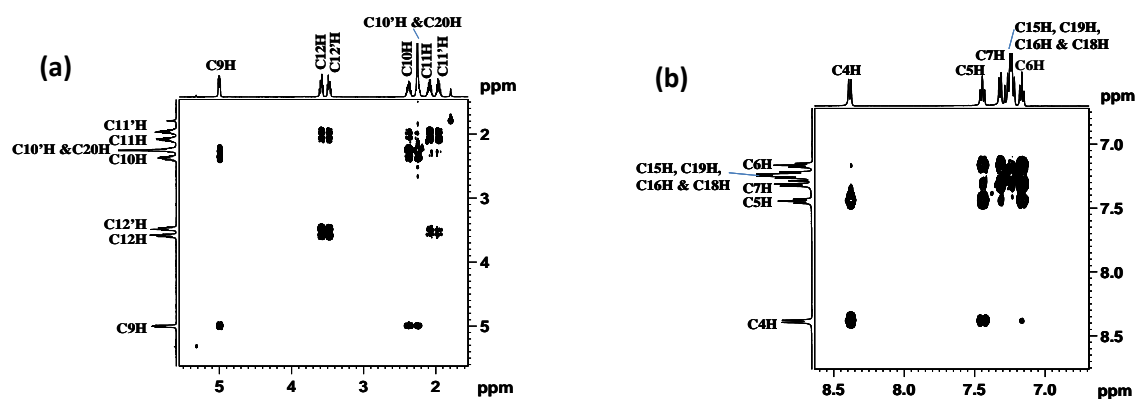 (a)
C9H
C12H
C12'H
C10'H &C20H
C10H
C11H
C11'H
ppm
C11'H
C11H
C10'H &C20H
C10H
C12'H
C12H
C9H
2
3
4
5
5
4
3
2
ppm
(b)
C4H
C5H
C7H
C15H, C19H,
C16H & C18H
C6H
ppm
C6H
C15H, C19H,
C16H & C18H
C7H
C5H
C4H
7.0
7.5
8.0
8.5
8.5
8.0
7.5
7.0
ppm